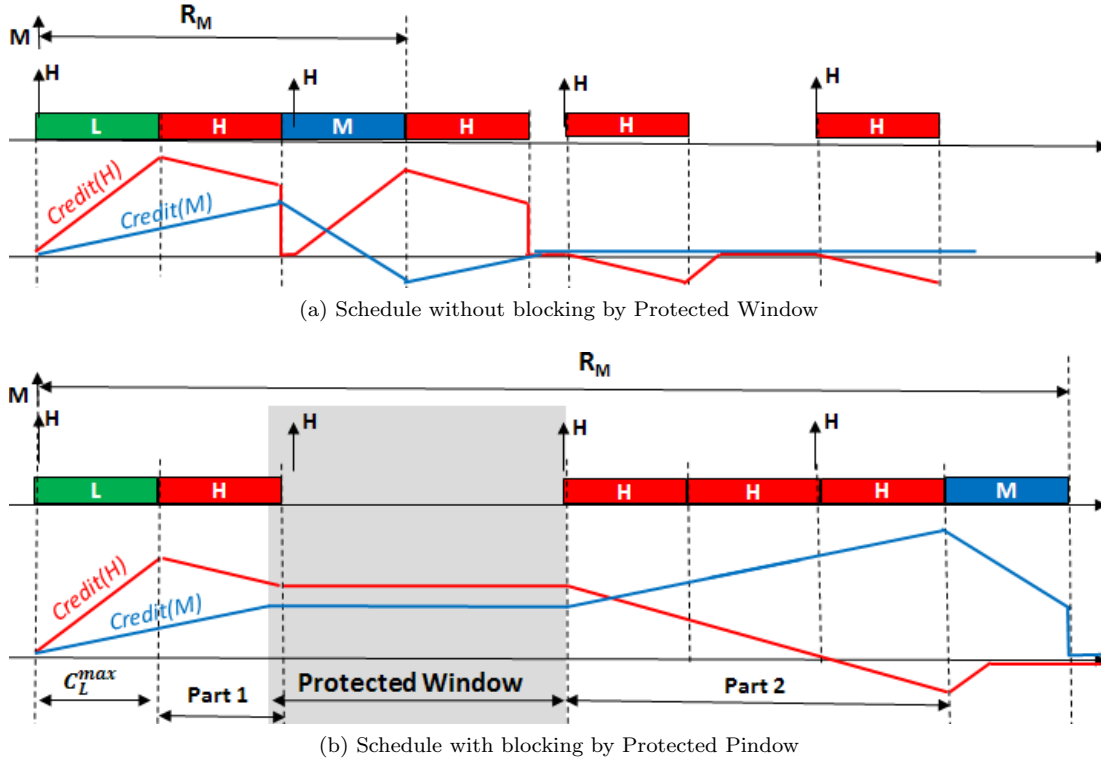 R_M
M
H H H H
L H M H H H
Credit(H)
Credit(M)
(a) Schedule without blocking by Protected Window
R_M
M
H H H H
L H H H H M
Credit(H)
Credit(M)
C_L^{max} Part 1 Protected Window Part 2
(b) Schedule with blocking by Protected Pindow